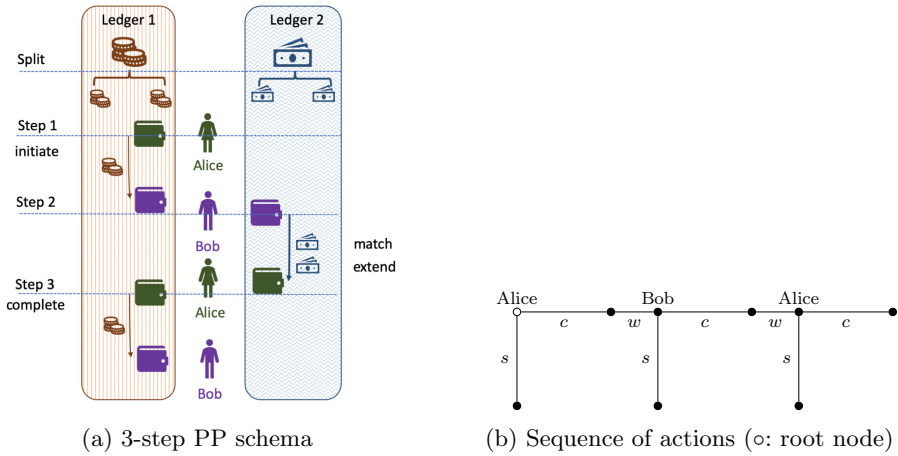 Ledger 1
Ledger 2
Split
Step 1
initiate
Alice
Step 2
Bob
match
extend
Step 3
complete
Alice
Bob
(a) 3-step PP schema
Alice
Bob
Alice
c
w
c
w
c
s
s
s
(b) Sequence of actions (○: root node)